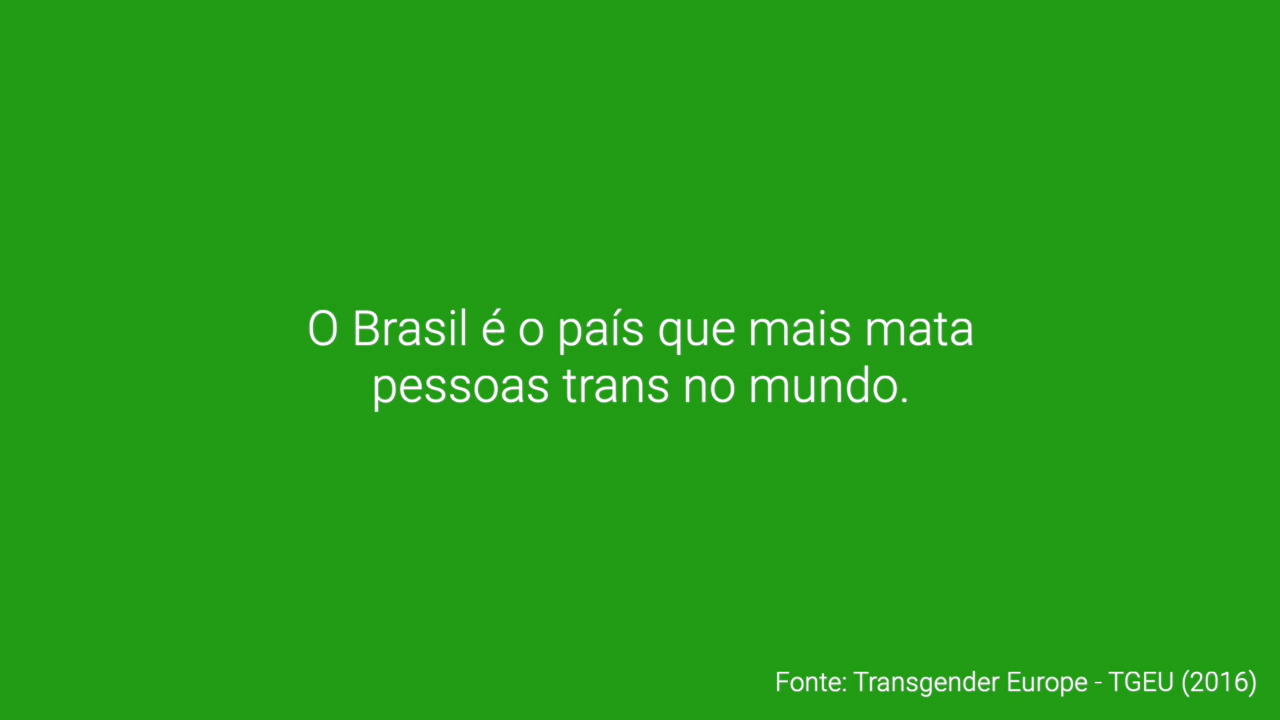 O Brasil é o país que mais mata
pessoas trans no mundo.
Fonte: Transgender Europe - TGEU (2016)